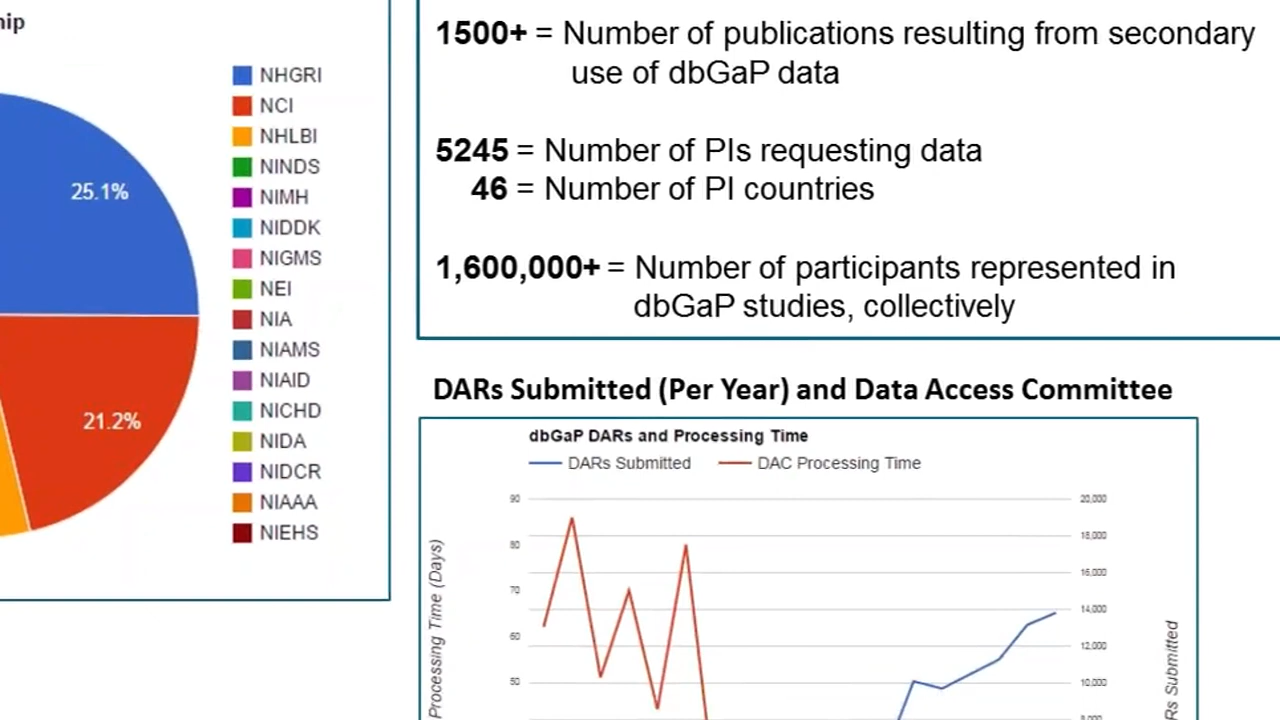 hip
NHGRI
NCI
NHLBI
NINDS
NIMH
NIDDK
NIGMS
NEI
NIA
NIAMS
NIAID
NICHD
NIDA
NIDCR
NIAAA
NIEHS
25.1%
21.2%
1500+ = Number of publications resulting from secondary
use of dbGaP data
5245 = Number of PIs requesting data
46 = Number of PI countries
1,600,000+ = Number of participants represented in
dbGaP studies, collectively
DARs Submitted (Per Year) and Data Access Committee
dbGaP DARs and Processing Time
DARs Submitted
DAC Processing Time
90
80
70
60
50
20,000
18,000
16,000
14,000
12,000
10,000
8,000
Processing Time (Days)
Rs Submitted